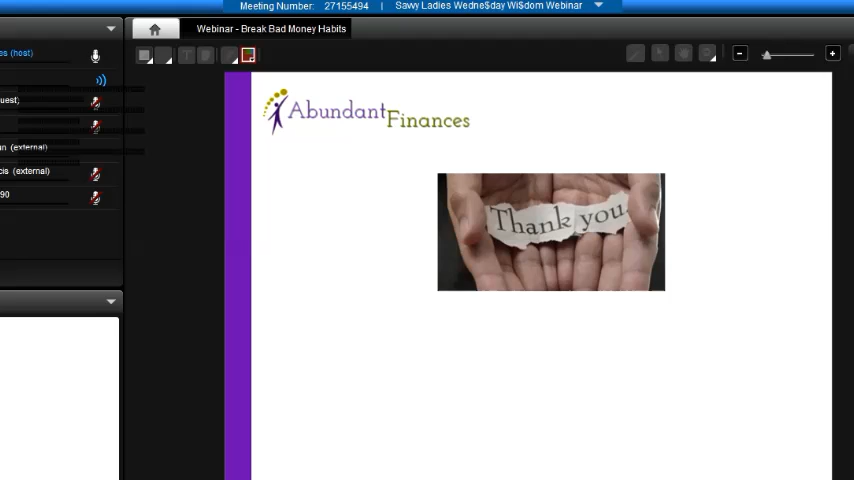 Meeting Number: 27155494 | Savvy Ladies Wedne$day Wi$dom Webinar
Webinar - Break Bad Money Habits
es (host)
uest)
un (external)
cis (external)
90
T
Abundant Finances
Thank you